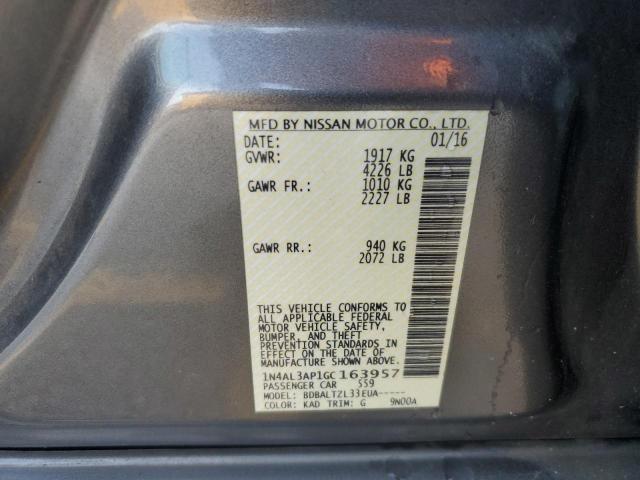 MFD BY NISSAN MOTOR CO., LTD.
DATE: 01/16
GVWR: 1917 KG
4226 LB
GAWR FR.: 1010 KG
2227 LB
GAWR RR.: 940 KG
2072 LB
THIS VEHICLE CONFORMS TO
ALL APPLICABLE FEDERAL
MOTOR VEHICLE SAFETY,
BUMPER, AND THEFT
PREVENTION STANDARDS IN
EFFECT ON THE DATE OF
MANUFACTURE SHOWN ABOVE.
1N4AL3AP1GC163957
PASSENGER CAR S59
MODEL: BDBALTZL33EUA-----
COLOR: KAD TRIM: G 9N00A